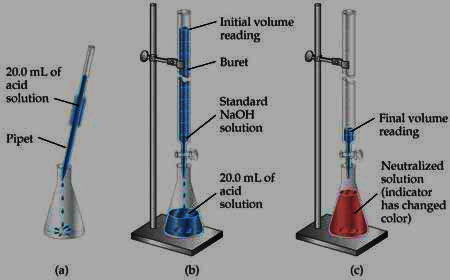 20.0 mL of
acid
solution
Pipet
(a)
Initial volume
reading
Buret
Standard
NaOH
solution
20.0 mL of
acid
solution
(b)
Final volume
reading
Neutralized
solution
(indicator
has changed
color)
(c)